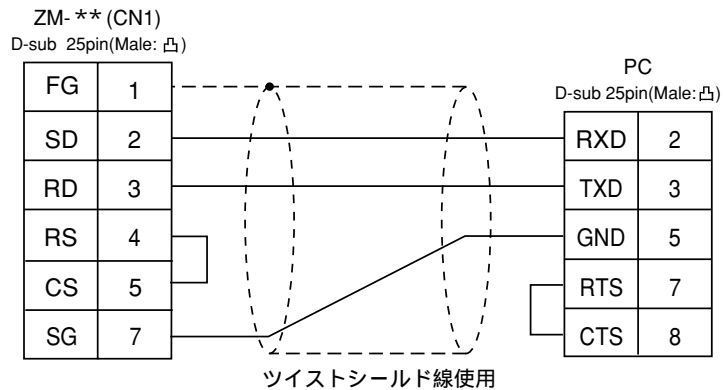 ZM-**(CN1)
D-sub 25pin(Male: 凸)
FG 1
SD 2
RD 3
RS 4
CS 5
SG 7
PC
D-sub 25pin(Male:凸)
RXD 2
TXD 3
GND 5
RTS 7
CTS 8
ツイストシールド線使用